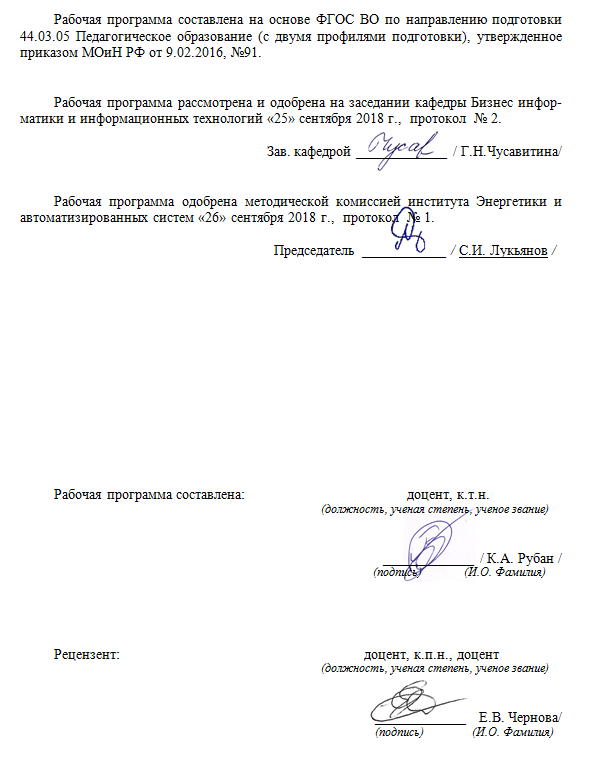 Рабочая программа составлена на основе ФГОС ВО по направлению подготовки
44.03.05 Педагогическое образование (с двумя профилями подготовки), утвержденное
приказом МОиН РФ от 9.02.2016, №91.
Рабочая программа рассмотрена и одобрена на заседании кафедры Бизнес инфор-
матики и информационных технологий «25» сентября 2018 г., протокол № 2.
Зав. кафедрой Чусав / Г.Н.Чусавитина/
Рабочая программа одобрена методической комиссией института Энергетики и
автоматизированных систем «26» сентября 2018 г., протокол № 1.
Председатель / С.И. Лукьянов /
Рабочая программа составлена: доцент, к.т.н.
(должность, ученая степень, ученое звание)
/ К.А. Рубан /
(подпись) (И.О. Фамилия)
Рецензент: доцент, к.п.н., доцент
(должность, ученая степень, ученое звание)
Е.В. Чернова/
(подпись) (И.О. Фамилия)